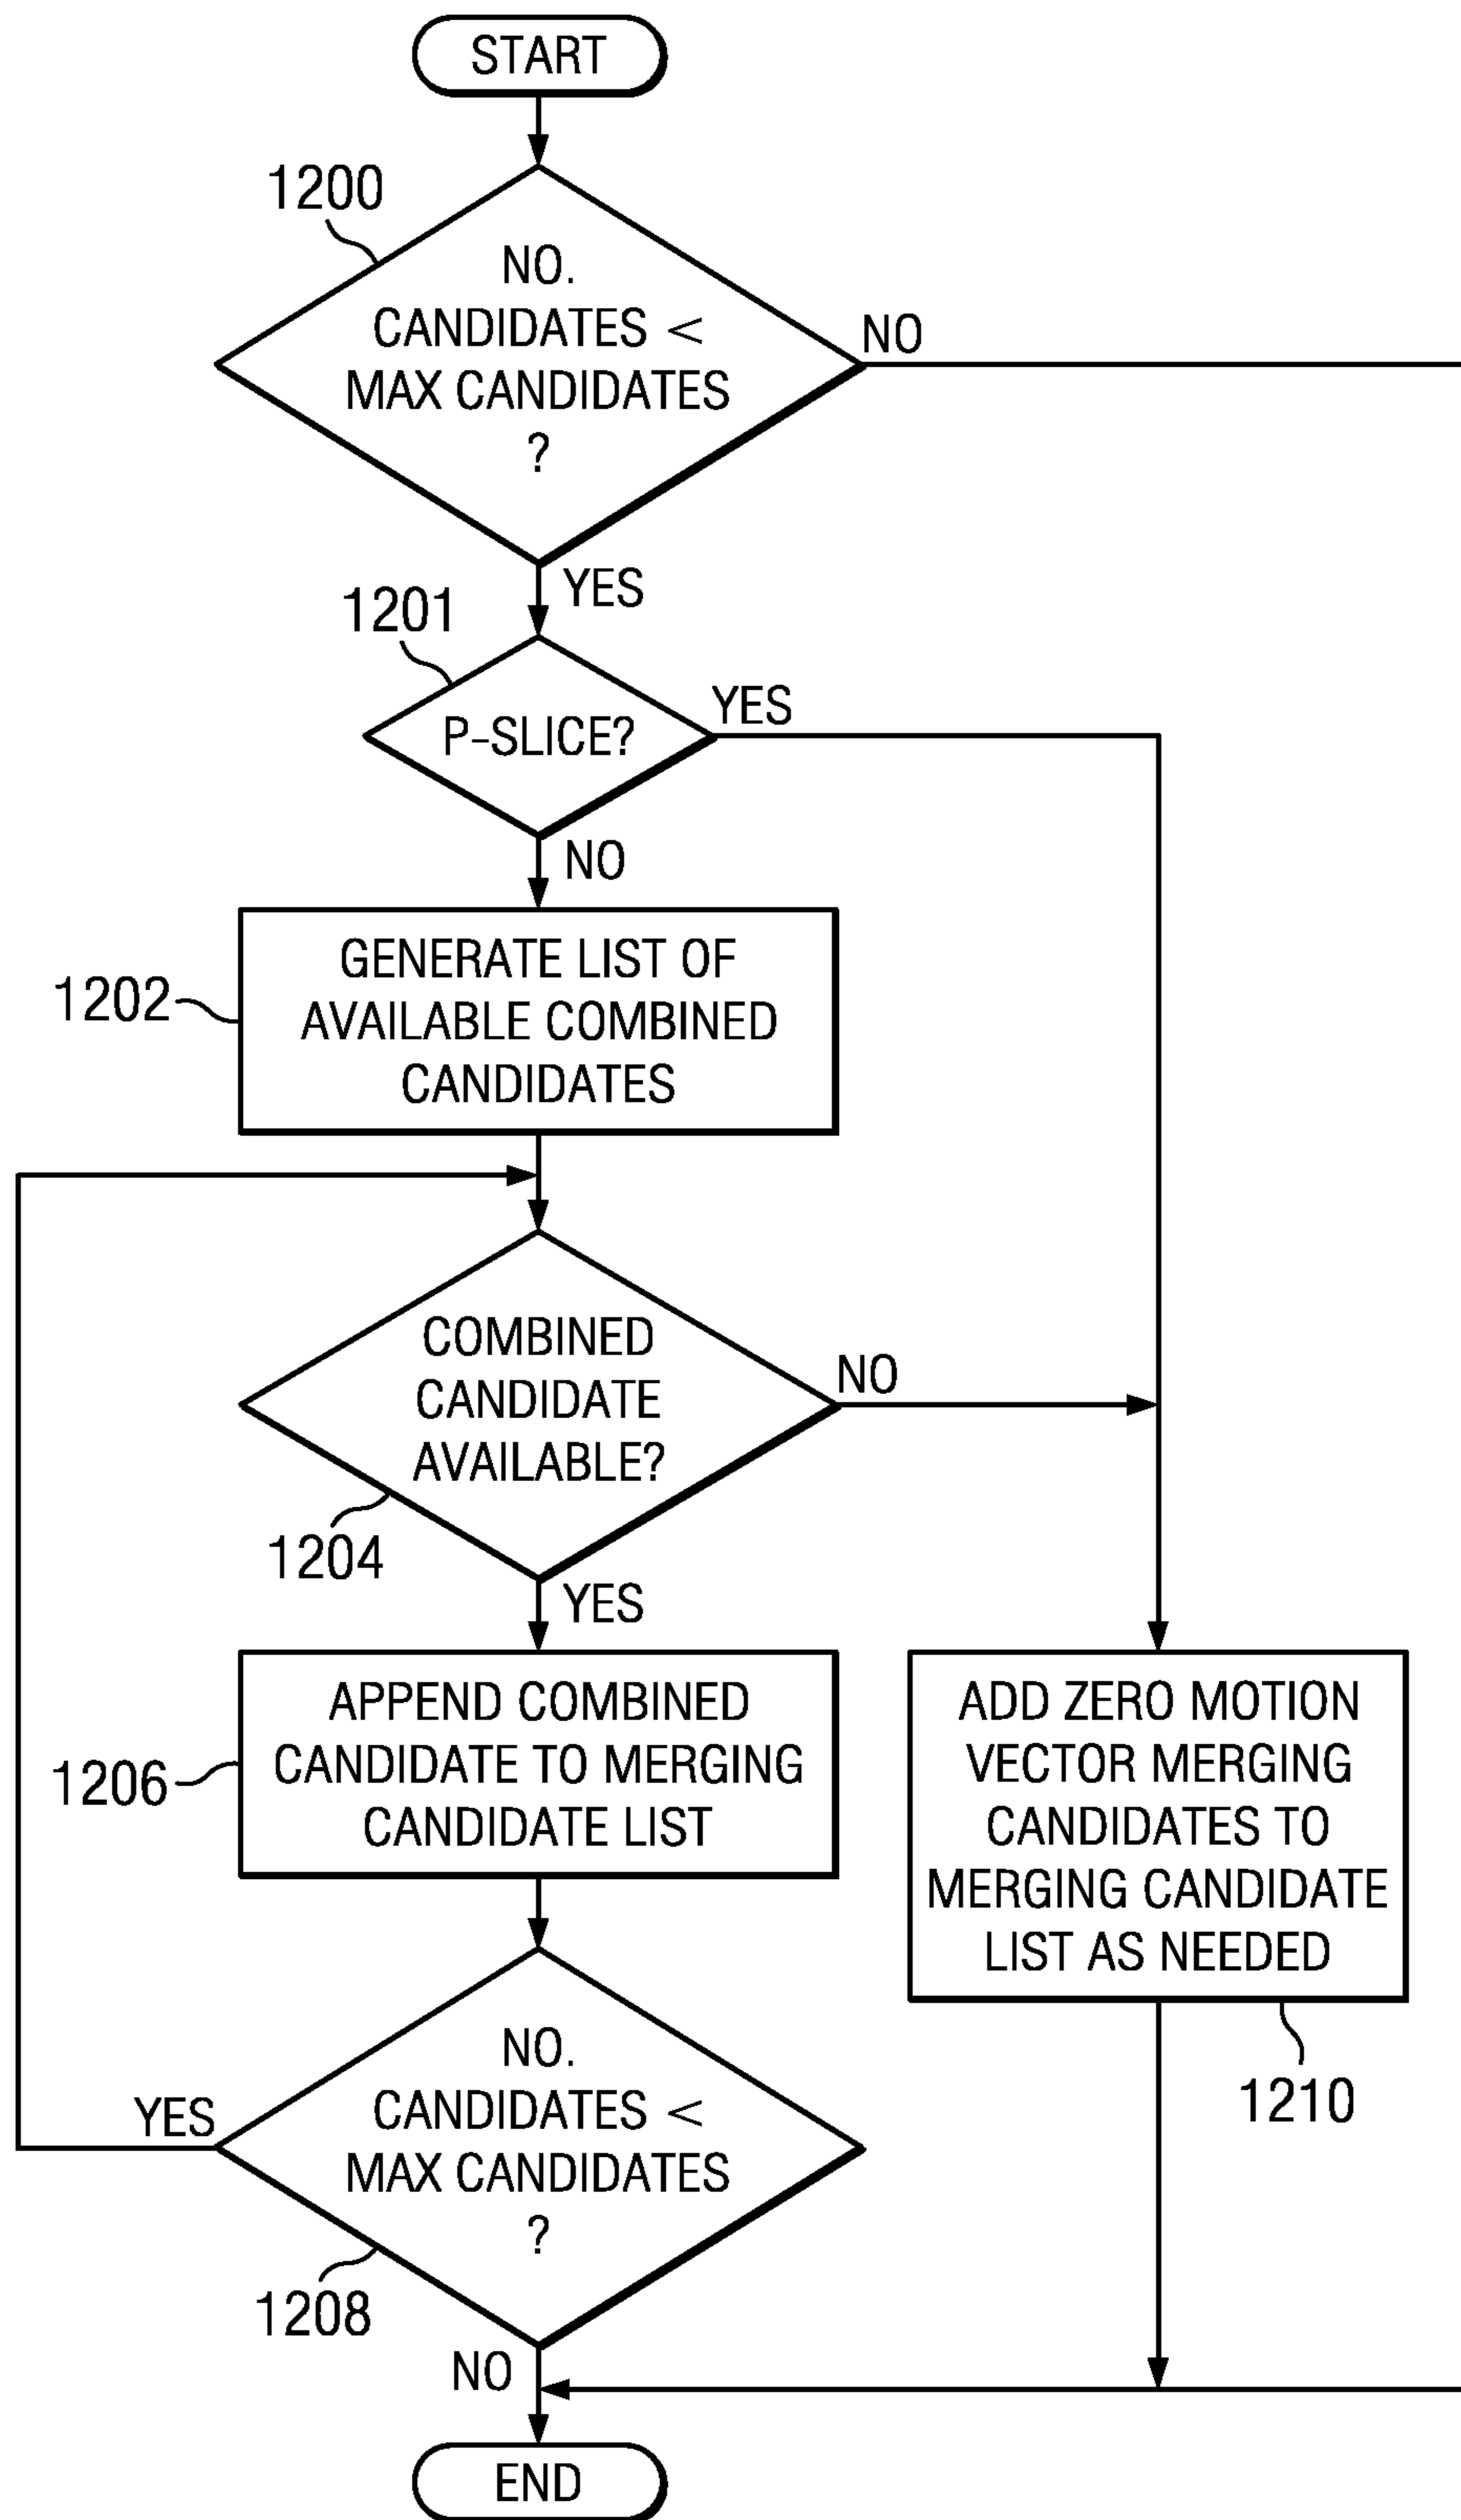 START
1200
NO.
CANDIDATES <
MAX CANDIDATES
?
NO
YES
1201
P-SLICE?
YES
NO
1202
GENERATE LIST OF
AVAILABLE COMBINED
CANDIDATES
COMBINED
CANDIDATE
AVAILABLE?
NO
1204
YES
1206
APPEND COMBINED
CANDIDATE TO MERGING
CANDIDATE LIST
ADD ZERO MOTION
VECTOR MERGING
CANDIDATES TO
MERGING CANDIDATE
LIST AS NEEDED
1210
NO.
CANDIDATES <
MAX CANDIDATES
?
YES
1208
NO
END